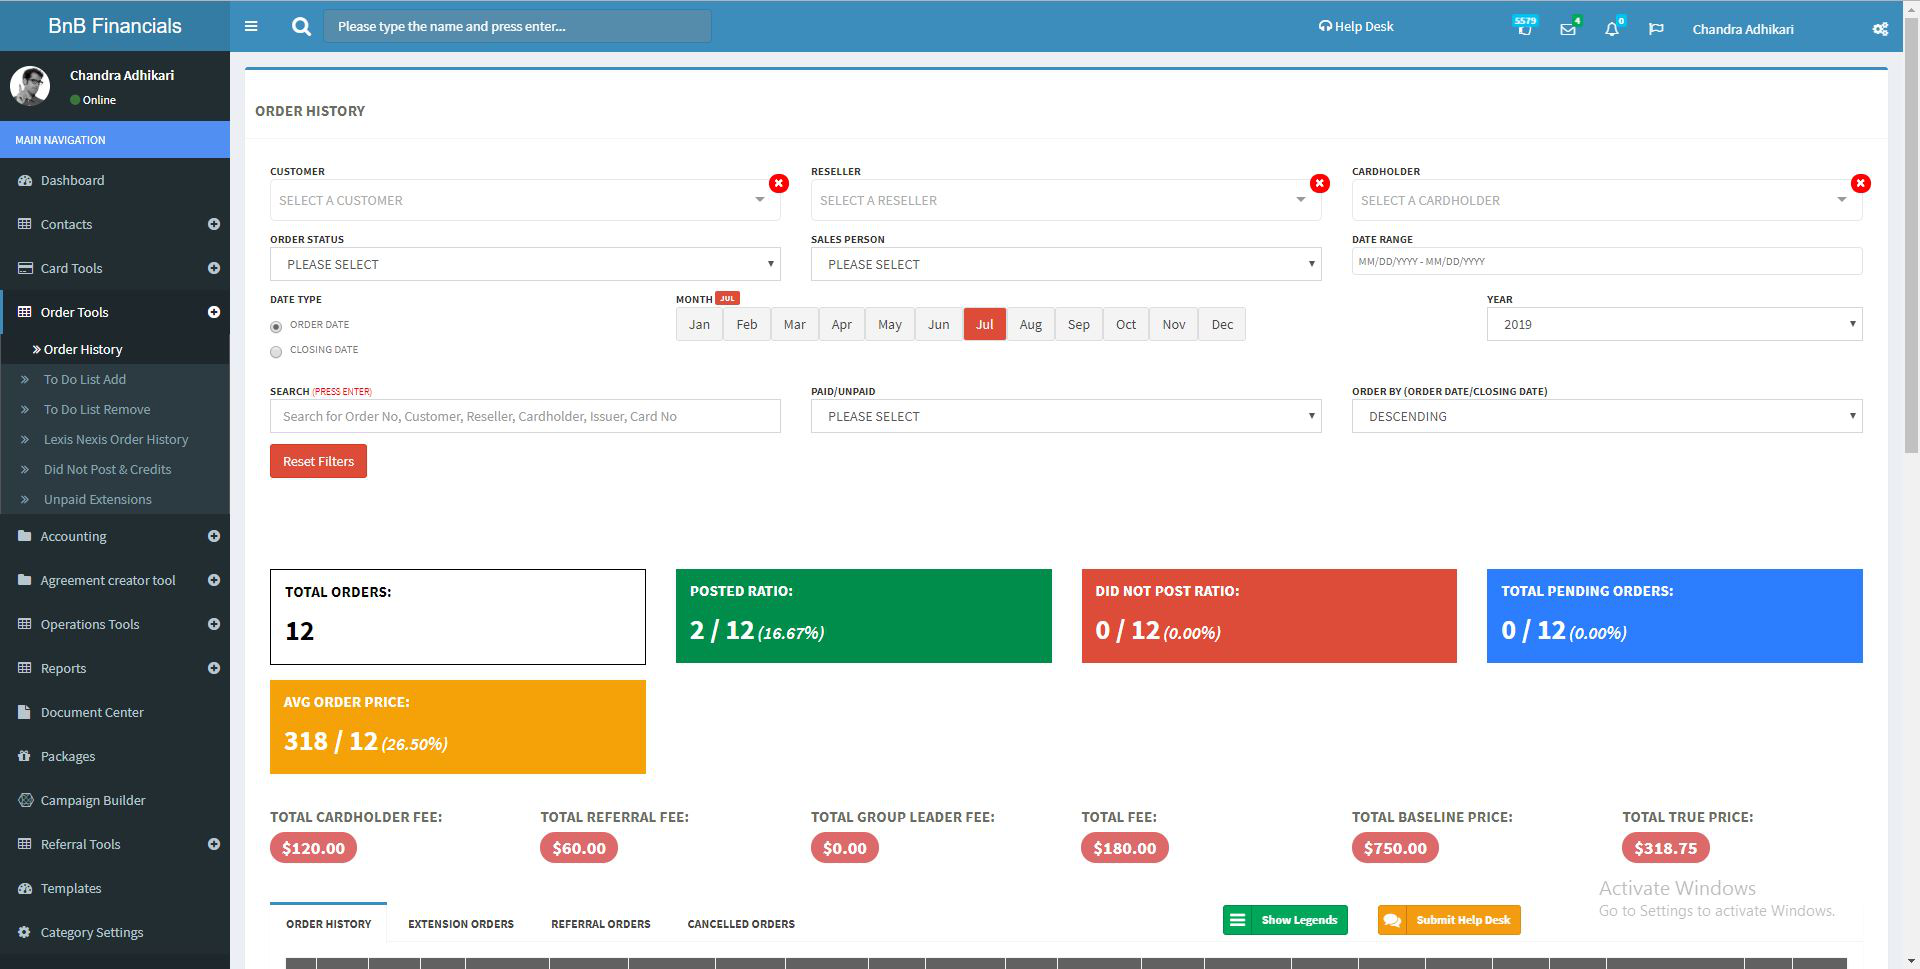 BnB Financials
Please type the name and press enter...
Help Desk
5579
4
0
Chandra Adhikari
Chandra Adhikari
Online
MAIN NAVIGATION
Dashboard
Contacts
Card Tools
Order Tools
Order History
To Do List Add
To Do List Remove
Lexis Nexis Order History
Did Not Post & Credits
Unpaid Extensions
Accounting
Agreement creator tool
Operations Tools
Reports
Document Center
Packages
Campaign Builder
Referral Tools
Templates
Category Settings
ORDER HISTORY
CUSTOMER
SELECT A CUSTOMER
RESELLER
SELECT A RESELLER
CARDHOLDER
SELECT A CARDHOLDER
ORDER STATUS
PLEASE SELECT
SALES PERSON
PLEASE SELECT
DATE RANGE
MM/DD/YYYY - MM/DD/YYYY
DATE TYPE
ORDER DATE
CLOSING DATE
MONTH JUL
Jan Feb Mar Apr May Jun Jul Aug Sep Oct Nov Dec
YEAR
2019
SEARCH (PRESS ENTER)
Search for Order No, Customer, Reseller, Cardholder, Issuer, Card No
PAID/UNPAID
PLEASE SELECT
ORDER BY (ORDER DATE/CLOSING DATE)
DESCENDING
Reset Filters
TOTAL ORDERS:
12
POSTED RATIO:
2 / 12 (16.67%)
DID NOT POST RATIO:
0 / 12 (0.00%)
TOTAL PENDING ORDERS:
0 / 12 (0.00%)
AVG ORDER PRICE:
318 / 12 (26.50%)
TOTAL CARDHOLDER FEE:
$120.00
TOTAL REFERRAL FEE:
$60.00
TOTAL GROUP LEADER FEE:
$0.00
TOTAL FEE:
$180.00
TOTAL BASELINE PRICE:
$750.00
TOTAL TRUE PRICE:
$318.75
Activate Windows
Go to Settings to activate Windows.
ORDER HISTORY
EXTENSION ORDERS
REFERRAL ORDERS
CANCELLED ORDERS
Show Legends
Submit Help Desk